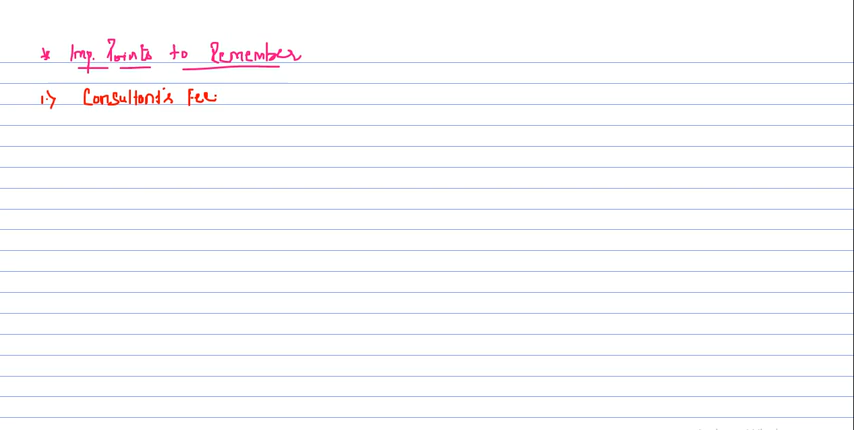 * Imp. Points to Remember
1.) Consultant's Fee: